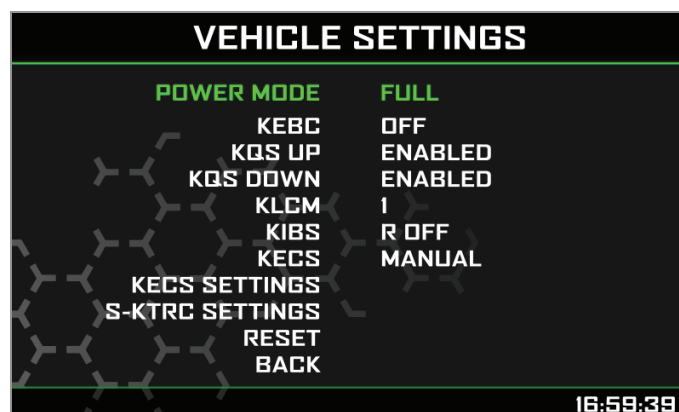 VEHICLE SETTINGS
POWER MODE FULL
KEBC OFF
KQS UP ENABLED
KQS DOWN ENABLED
KLCM 1
KIBS R OFF
KECS MANUAL
KECS SETTINGS
S-KTRC SETTINGS
RESET
BACK
16:59:39